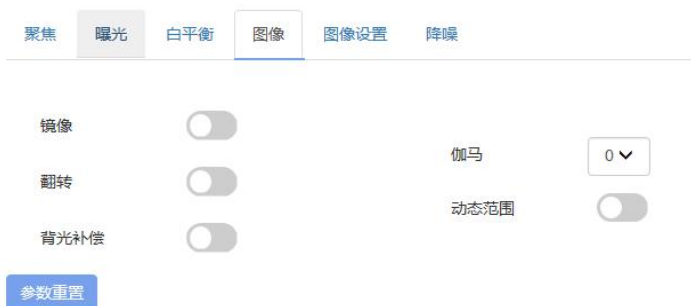 聚焦 曝光 白平衡 图像 图像设置 降噪
镜像
伽马 0
翻转
动态范围
背光补偿
参数重置